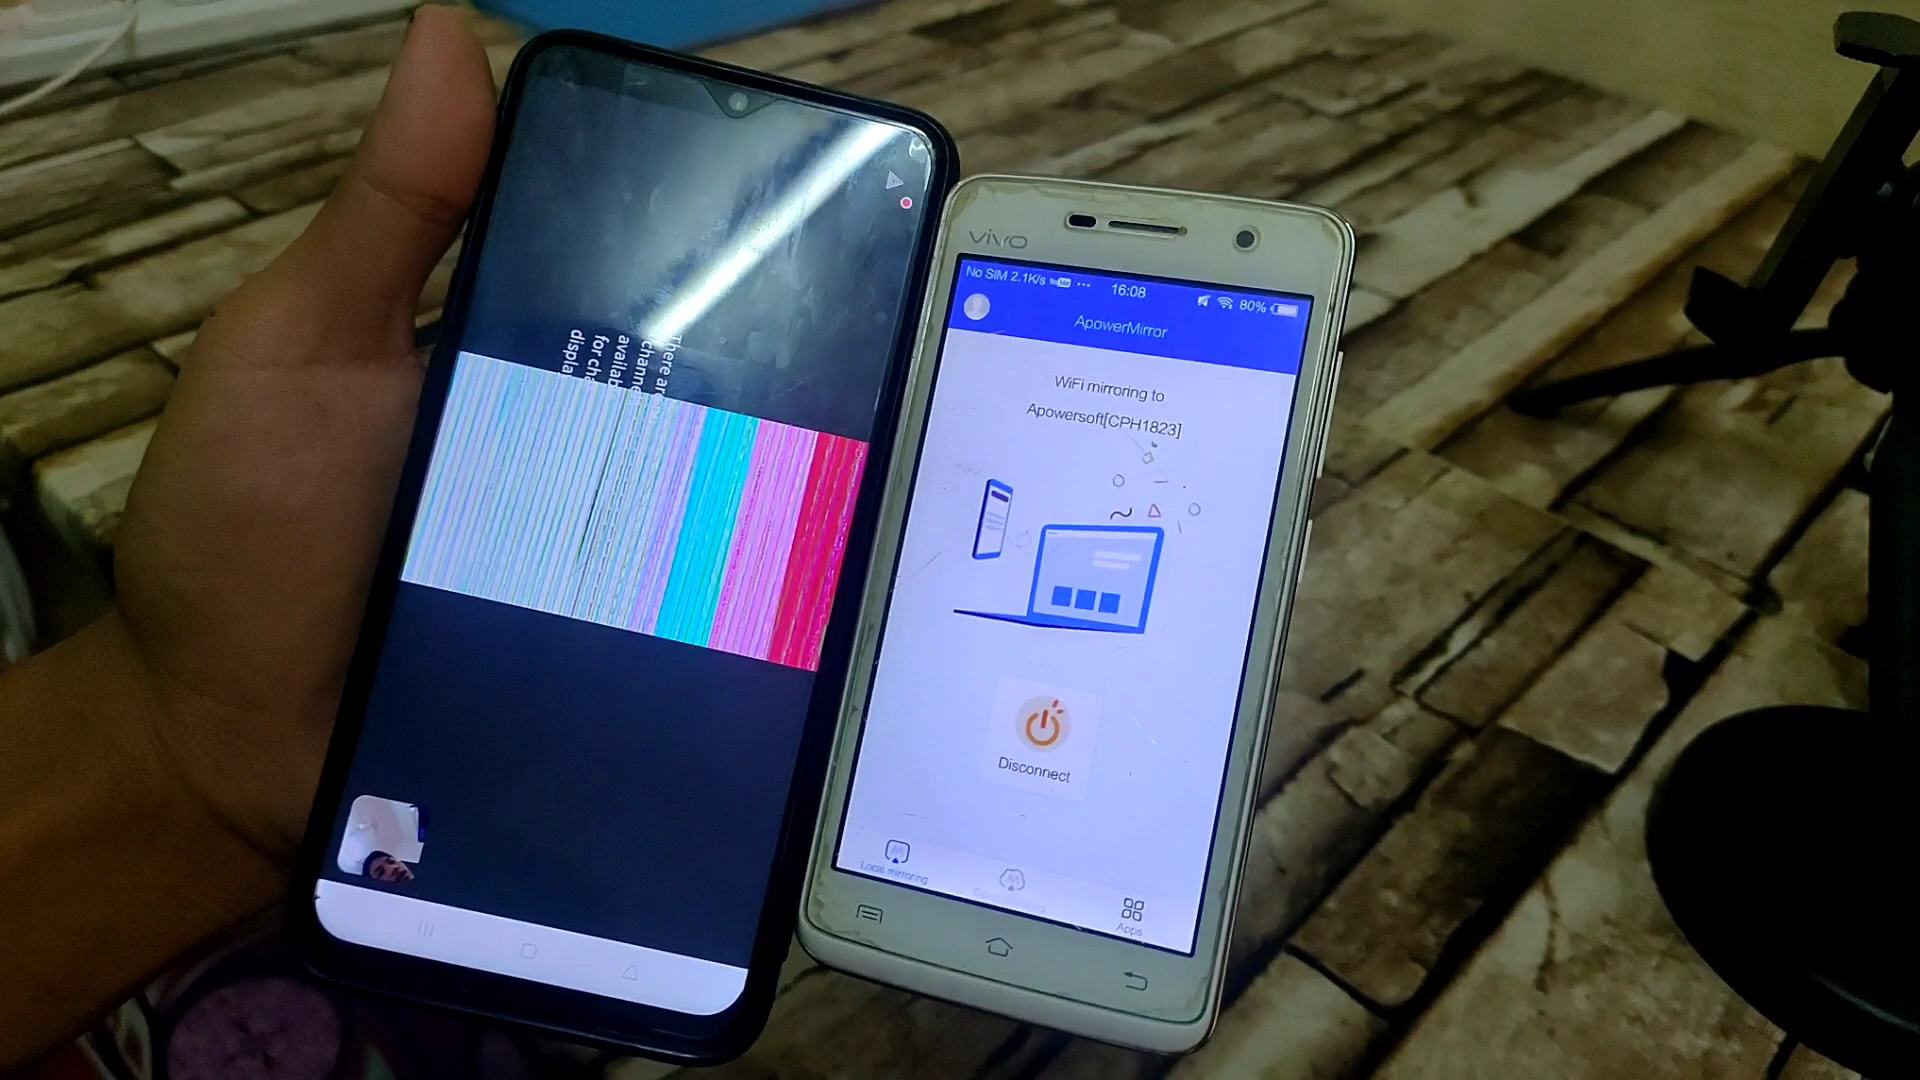 There are
channe
availab
for cha
displa
vivo
No SIM 2.1K/s ... 16:08 80%
ApowerMirror
WiFi mirroring to
Apowersoft[CPH1823]
Disconnect
Local mirroring
Apps